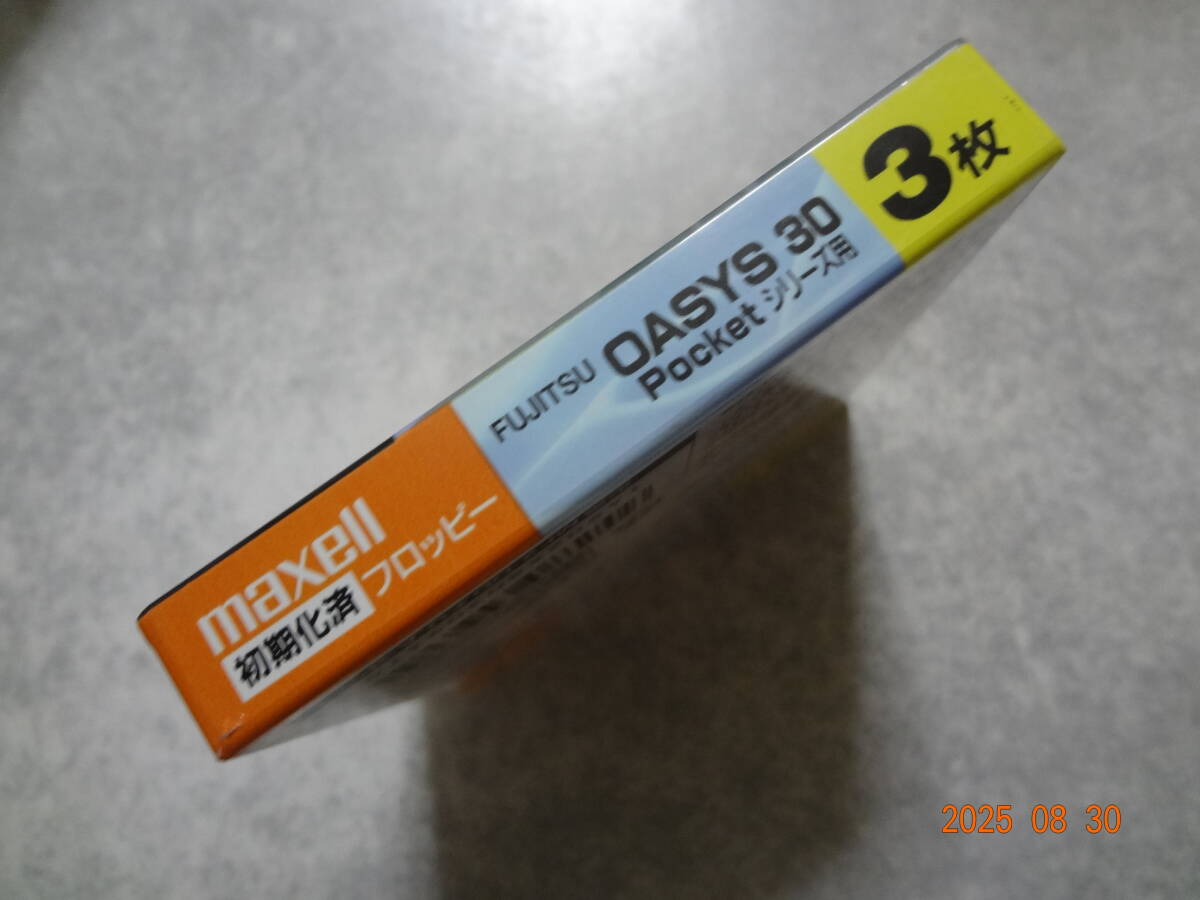 maxell
初期化済 フロッピー
FUJITSU OASYS 30
Pocket シリーズ用
3枚
2025 08 30